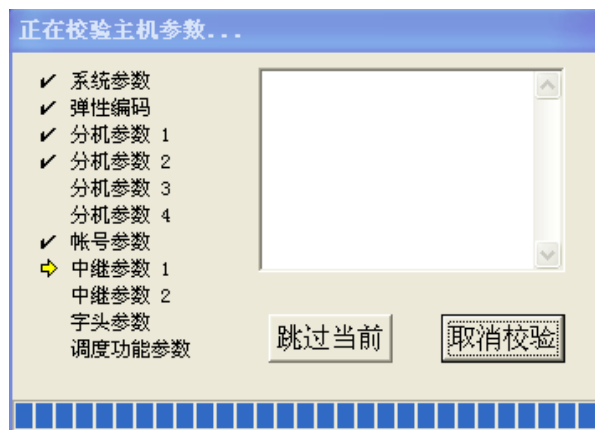 正在校验主机参数...
系统参数
弹性编码
分机参数 1
分机参数 2
分机参数 3
分机参数 4
帐号参数
中继参数 1
中继参数 2
字头参数
调度功能参数
跳过当前
取消校验